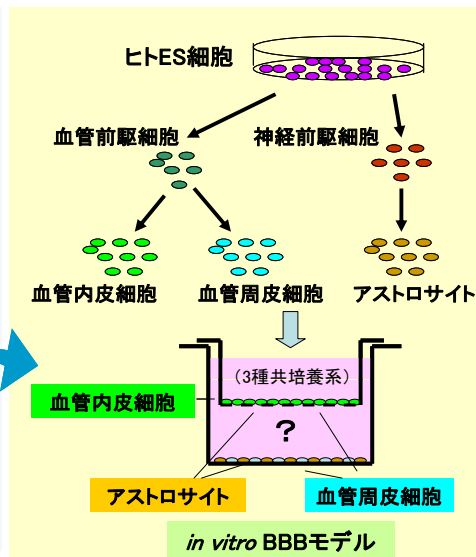 ヒトES細胞
血管前駆細胞
神経前駆細胞
血管内皮細胞
血管周皮細胞
アストロサイト
(3種共培養系)
血管内皮細胞
?
アストロサイト
血管周皮細胞
in vitro BBBモデル